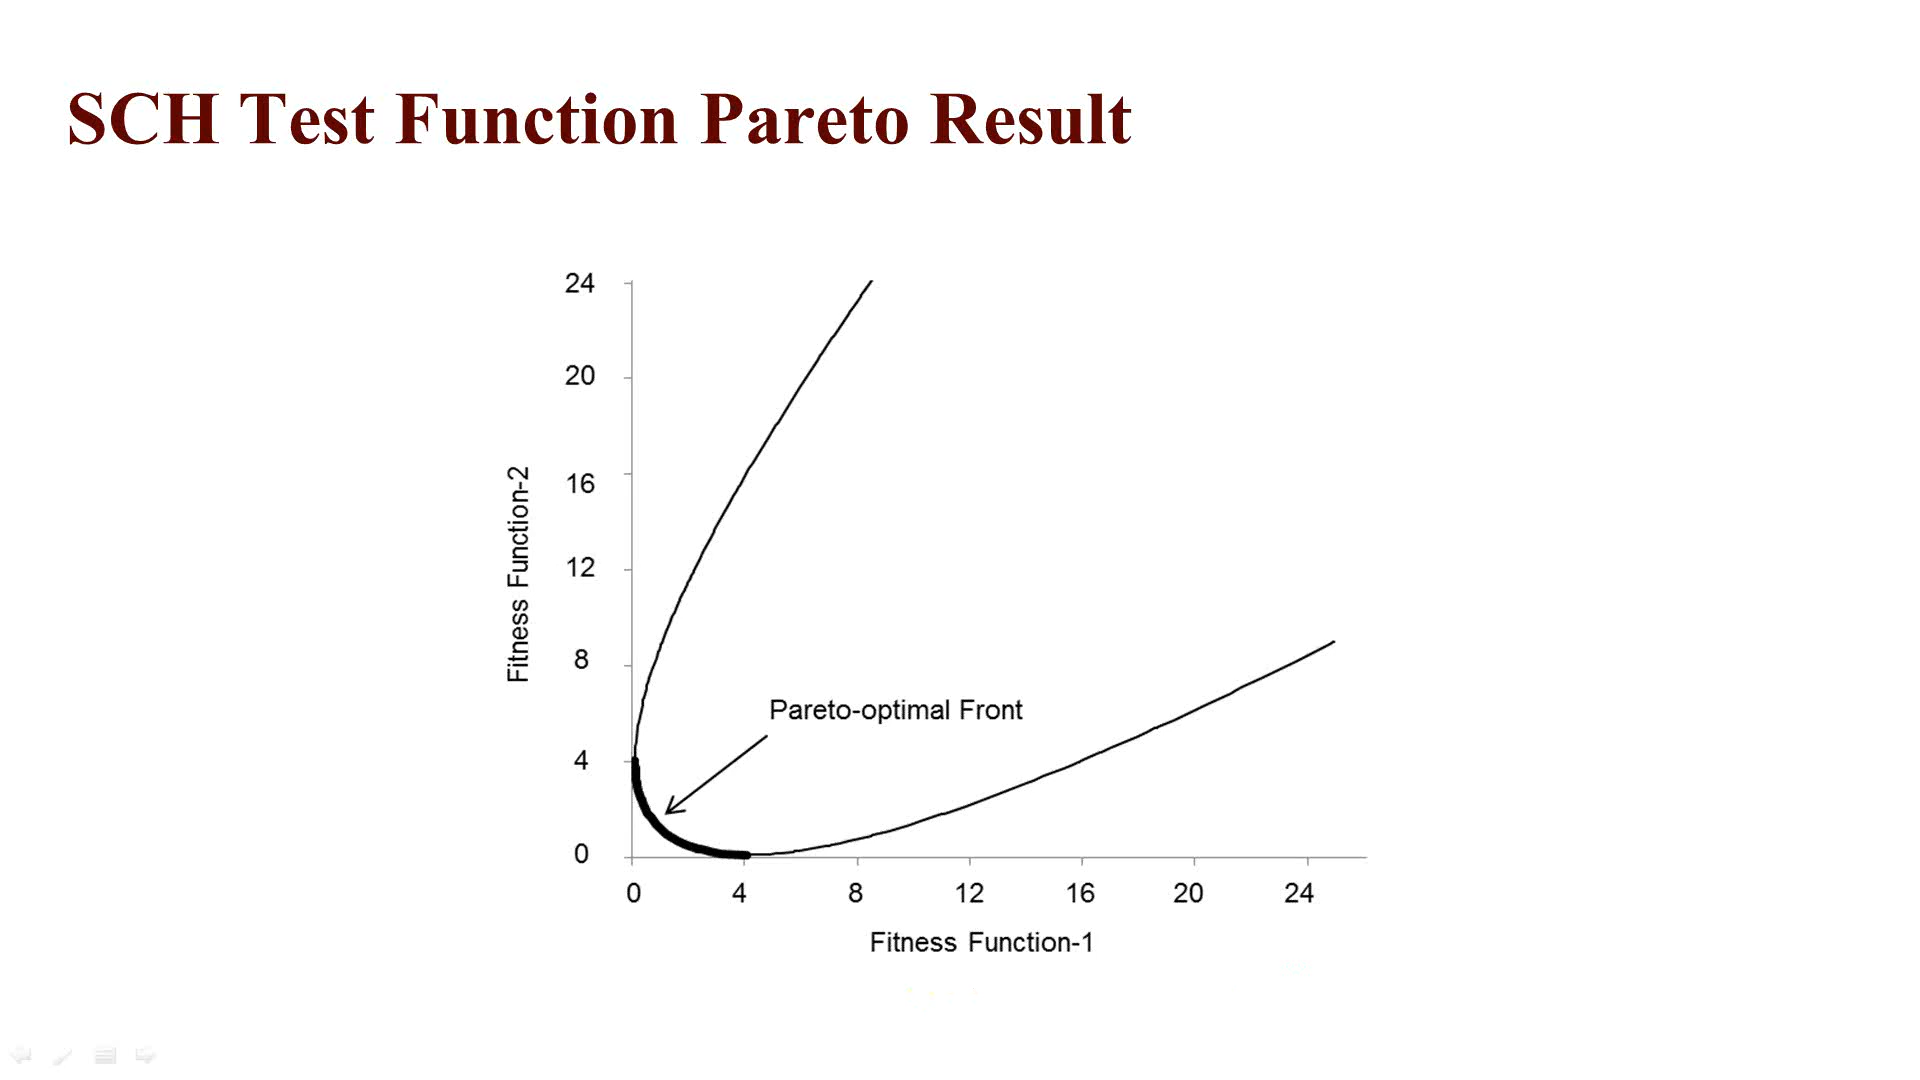 SCH Test Function Pareto Result
24
20
16
12
8
4
0
Fitness Function-2
Pareto-optimal Front
0 4 8 12 16 20 24
Fitness Function-1